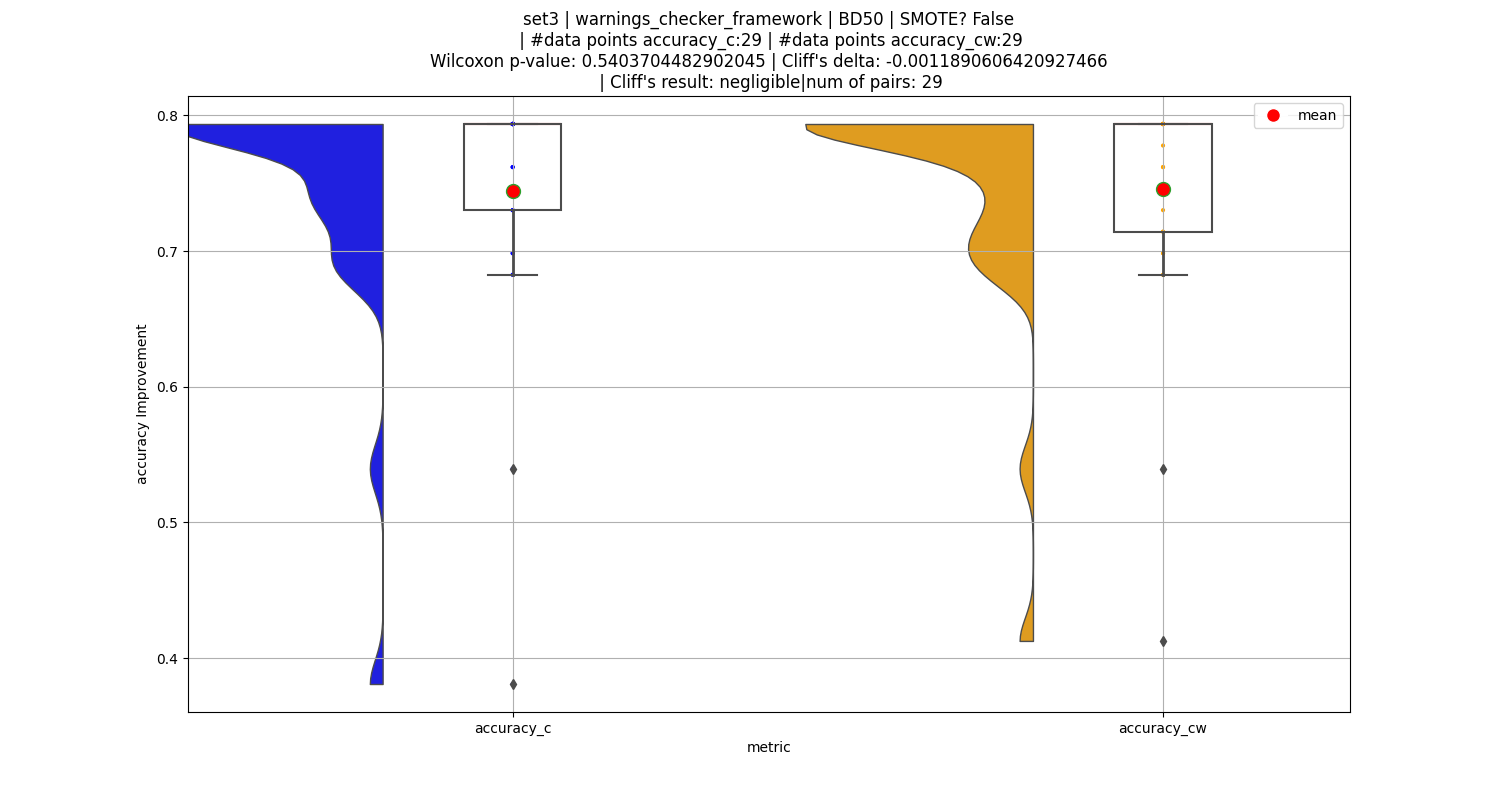 set3 | warnings_checker_framework | BD50 | SMOTE? False
| #data points accuracy_c:29 | #data points accuracy_cw:29
Wilcoxon p-value: 0.5403704482902045 | Cliff's delta: -0.0011890606420927466
| Cliff's result: negligible|num of pairs: 29
mean
0.8
0.7
0.6
0.5
0.4
accuracy Improvement
accuracy_c
accuracy_cw
metric